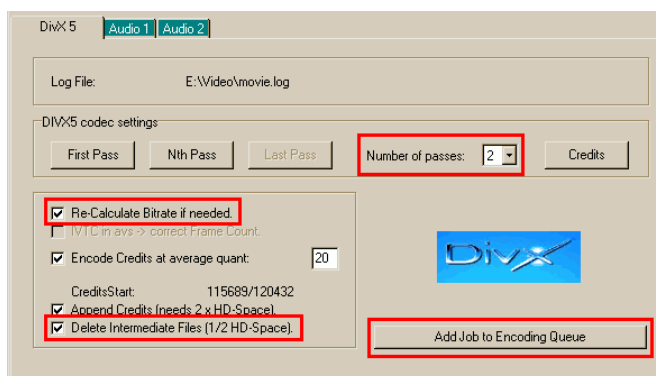 DivX 5 Audio 1 Audio 2
Log File: E:\Video\movie.log
DIVX5 codec settings
First Pass Nth Pass Last Pass Number of passes: 2 Credits
Re-Calculate Bitrate if needed.
IVTC in avs -> correct Frame Count.
Encode Credits at average quant: 20
CreditsStart: 115689/120432
Append Credits (needs 2 x HD-Space).
Delete Intermediate Files (1/2 HD-Space).
DivX
Add Job to Encoding Queue